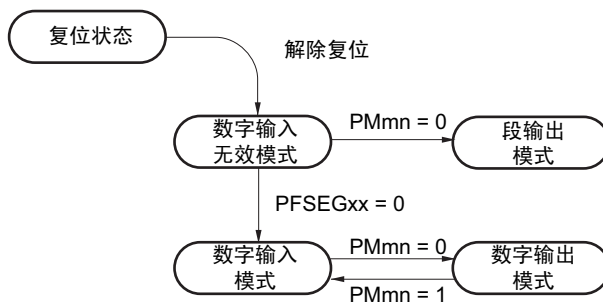 复位状态
解除复位
数字输入
无效模式
PMmn = 0
段输出
模式
PFSEGxx = 0
数字输入
模式
PMmn = 0
数字输出
模式
PMmn = 1